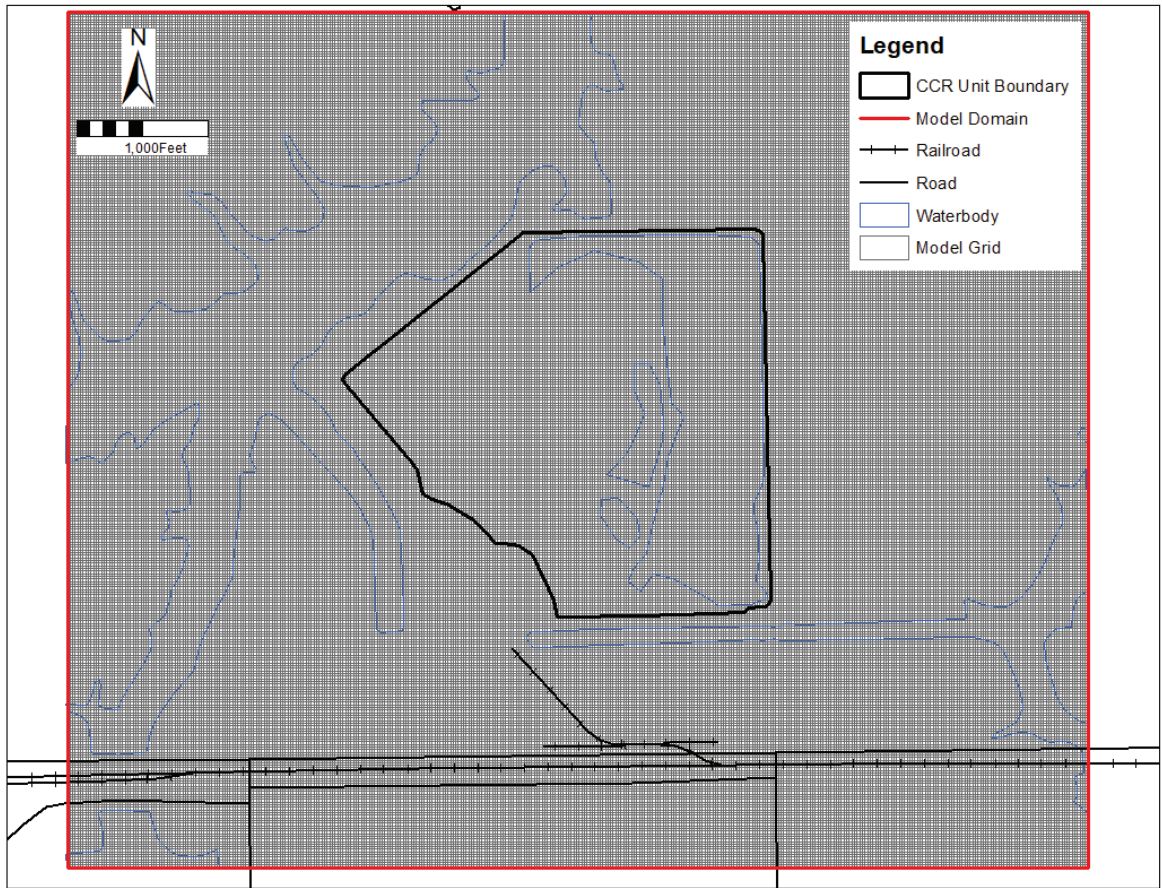 N
1,000Feet
Legend
CCR Unit Boundary
Model Domain
Railroad
Road
Waterbody
Model Grid